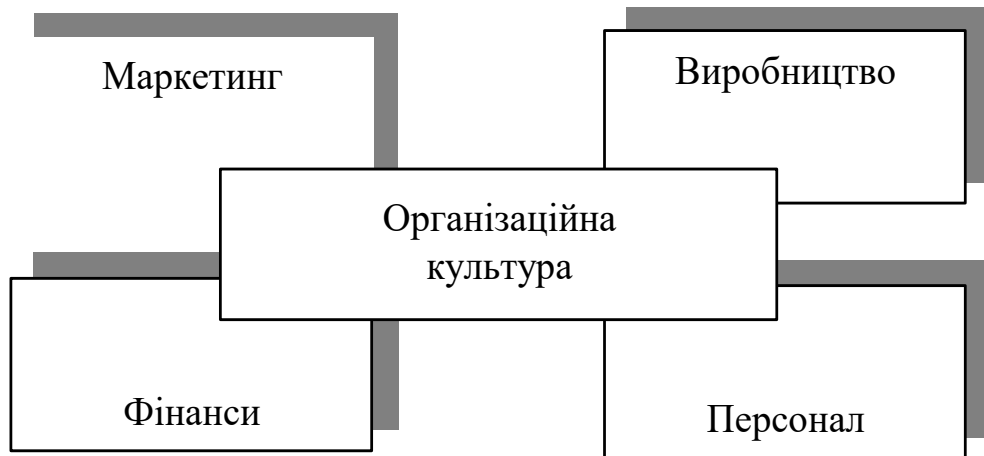 Маркетинг
Виробництво
Організаційна
культура
Фінанси
Персонал